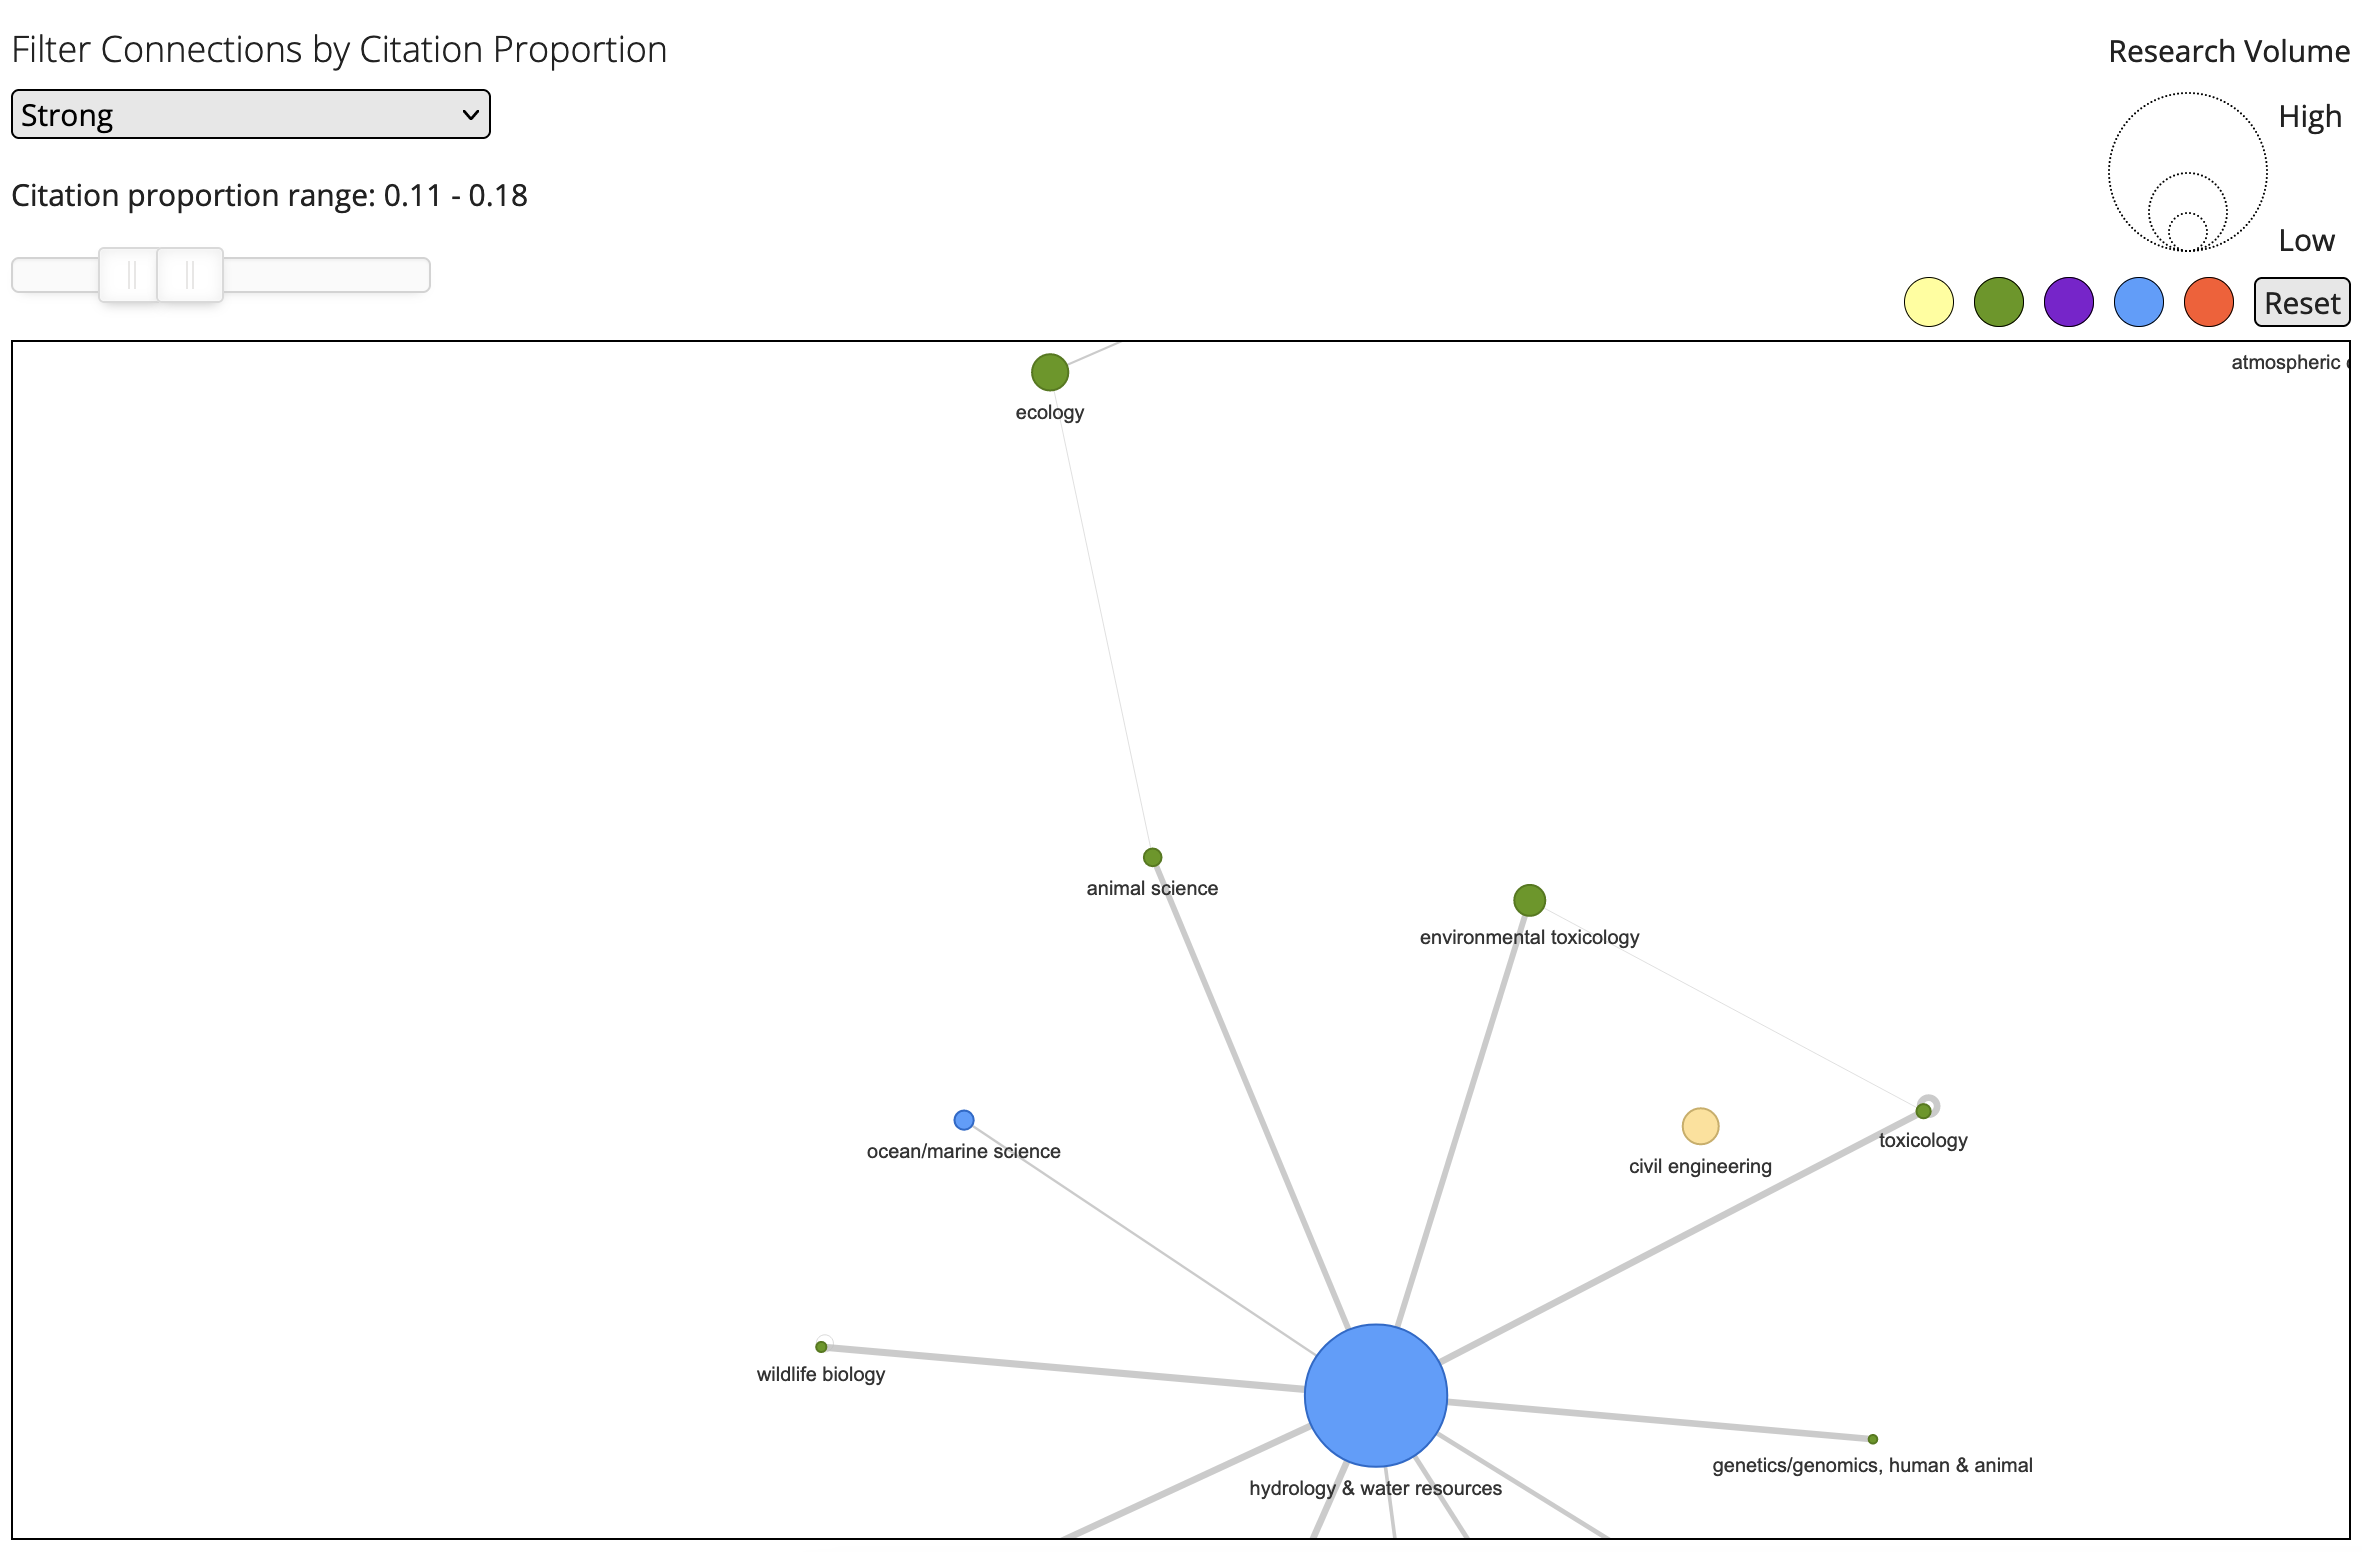 Filter Connections by Citation Proportion
Research Volume
Strong
High
Citation proportion range: 0.11 - 0.18
Low
Reset
atmospheric
ecology
animal science
environmental toxicology
ocean/marine science
civil engineering
toxicology
wildlife biology
genetics/genomics, human & animal
hydrology & water resources